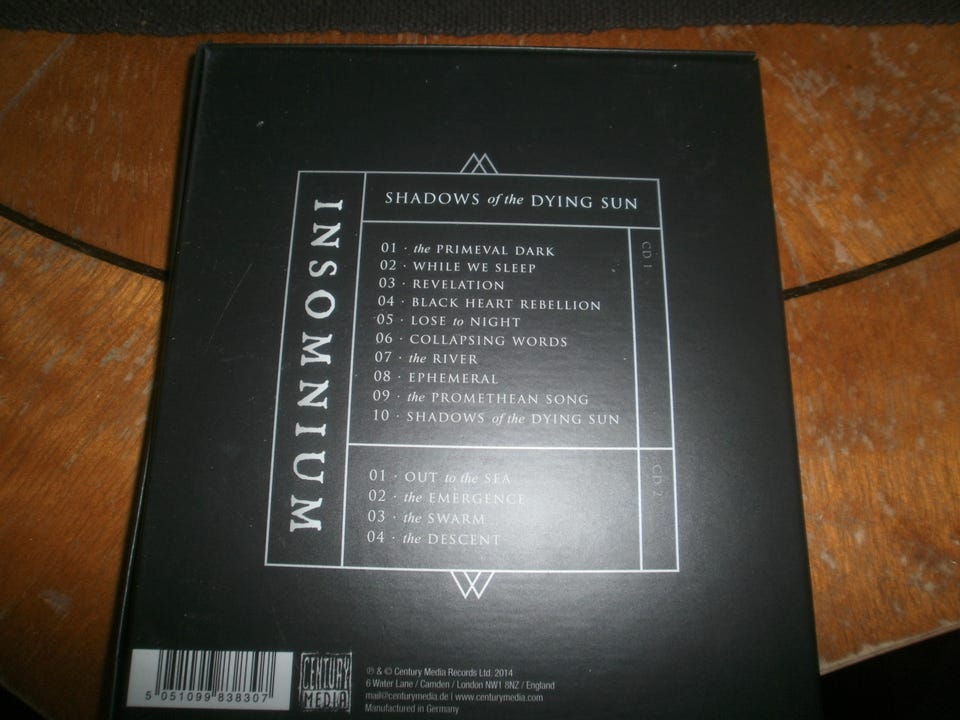 INSOMNIUM
SHADOWS of the DYING SUN
CD 1
01 · the PRIMEVAL DARK
02 · WHILE WE SLEEP
03 · REVELATION
04 · BLACK HEART REBELLION
05 · LOSE to NIGHT
06 · COLLAPSING WORDS
07 · the RIVER
08 · EPHEMERAL
09 · the PROMETHEAN SONG
10 · SHADOWS of the DYING SUN
CD 2
01 · OUT to the SEA
02 · the EMERGENCE
03 · the SWARM
04 · the DESCENT
5 051099 838307
CENTURY
MEDIA
℗ & © Century Media Records Ltd. 2014
6 Water Lane / Camden / London NW1 8NZ / England
mail@centurymedia.de | www.centurymedia.com
Manufactured in Germany